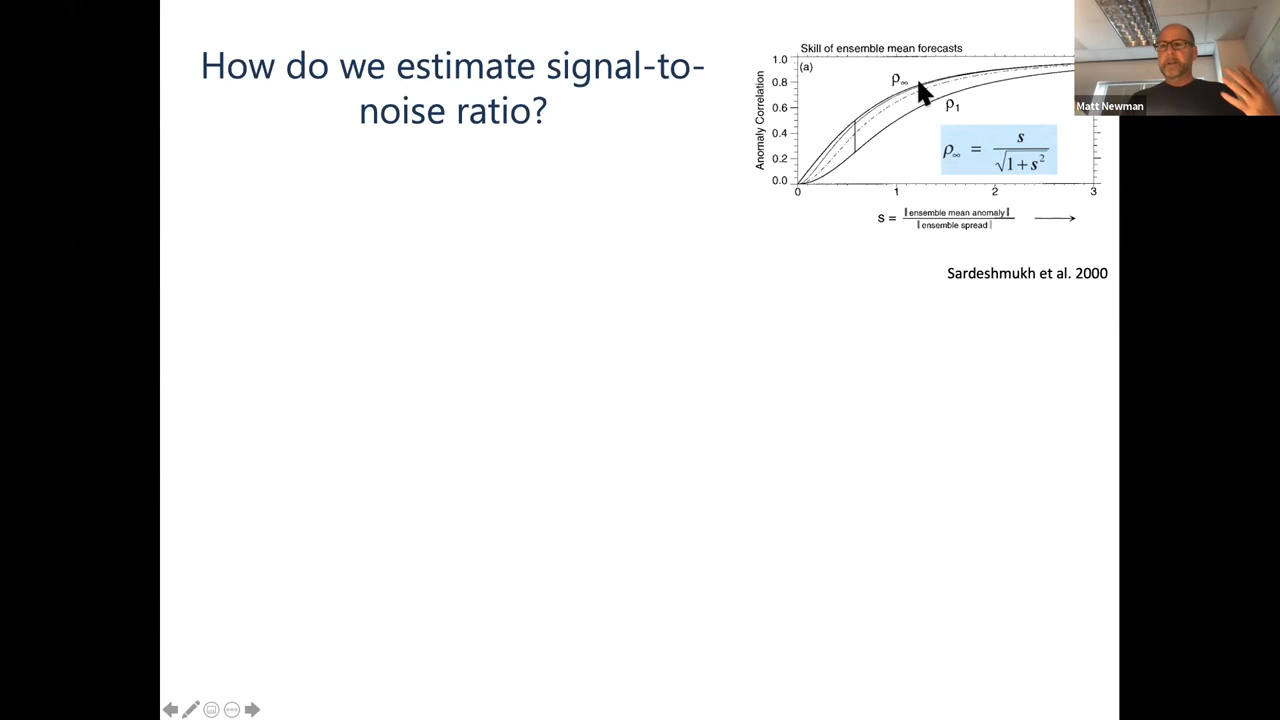 How do we estimate signal-to-
noise ratio?
Skill of ensemble mean forecasts
(a)
Anomaly Correlation
1.0
0.8
0.6
0.4
0.2
0.0
ρ∞
ρ1
ρ∞ = s / √1+s²
0 1 2 3
s = ‖ensemble mean anomaly‖ / ‖ensemble spread‖
Sardeshmukh et al. 2000
Matt Newman